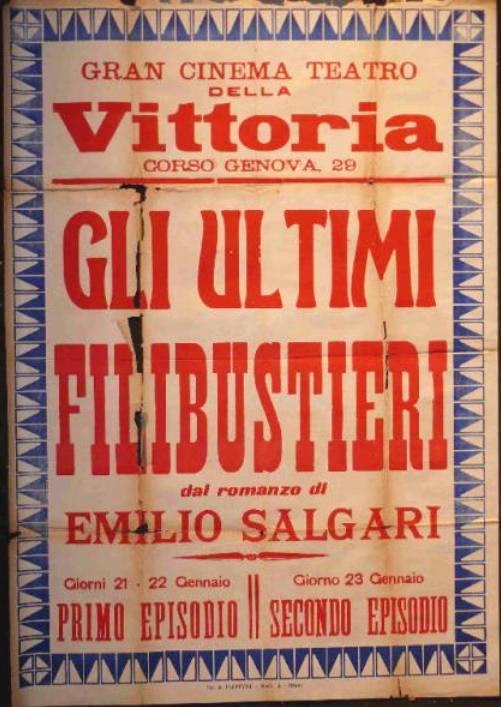 GRAN CINEMA TEATRO
DELLA
Vittoria
CORSO GENOVA, 29
GLI ULTIMI
FILIBUSTIERI
dal romanzo di
EMILIO SALGARI
Giorni 21 - 22 Gennaio
PRIMO EPISODIO
Giorno 23 Gennaio
SECONDO EPISODIO